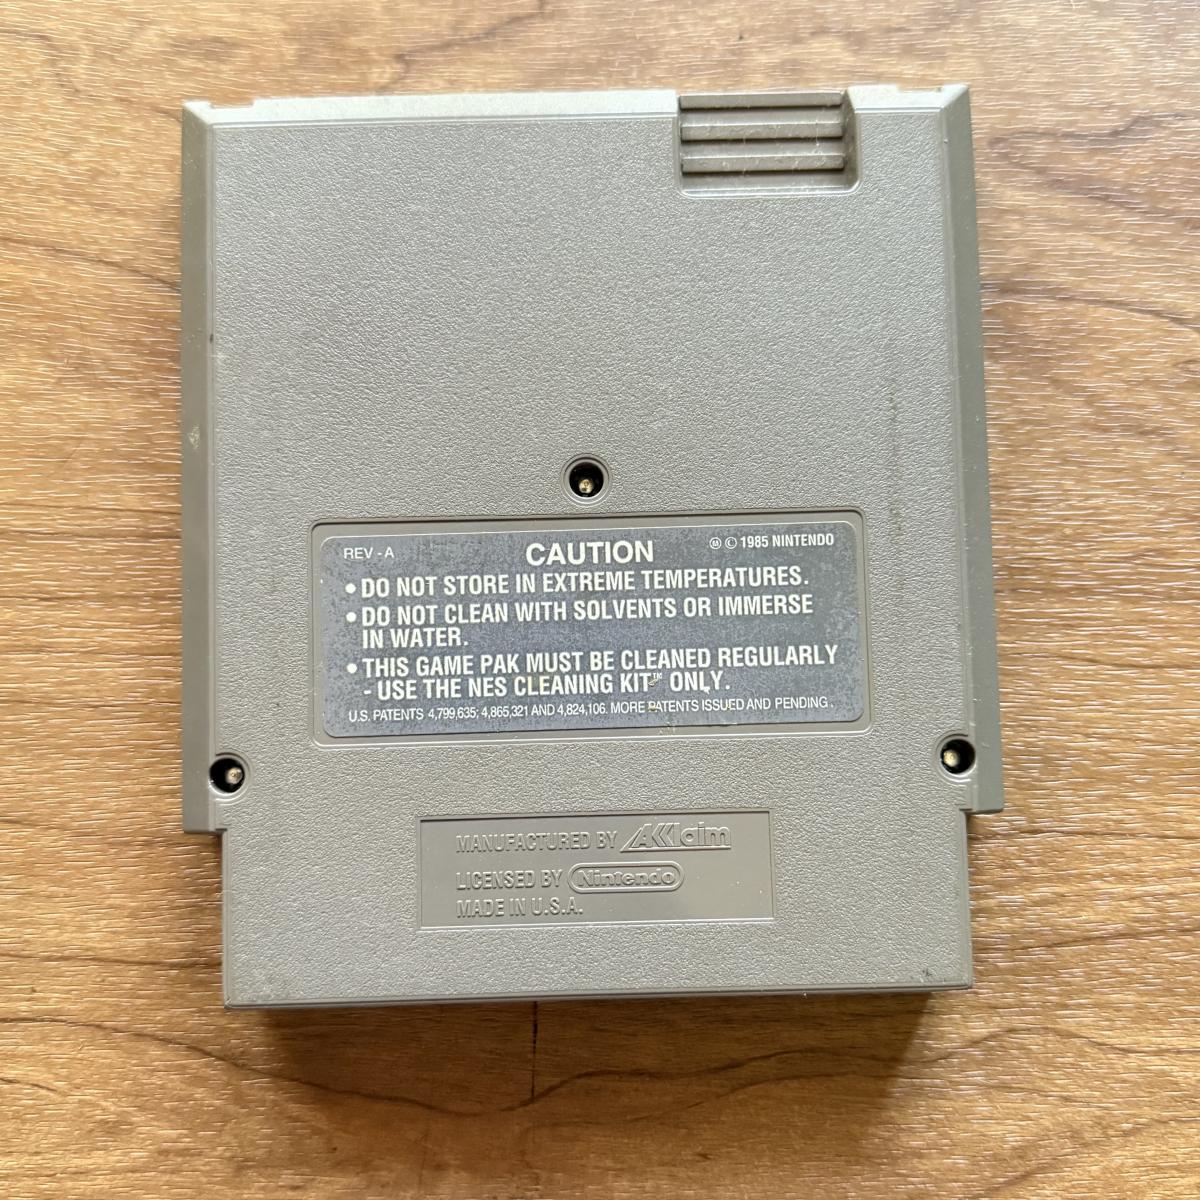 REV - A CAUTION Ⓜ © 1985 NINTENDO
• DO NOT STORE IN EXTREME TEMPERATURES.
• DO NOT CLEAN WITH SOLVENTS OR IMMERSE
IN WATER.
• THIS GAME PAK MUST BE CLEANED REGULARLY
- USE THE NES CLEANING KIT™ ONLY.
U.S. PATENTS 4,799,635; 4,865,321 AND 4,824,106. MORE PATENTS ISSUED AND PENDING.
MANUFACTURED BY AKKlaim
LICENSED BY Nintendo
MADE IN U.S.A.